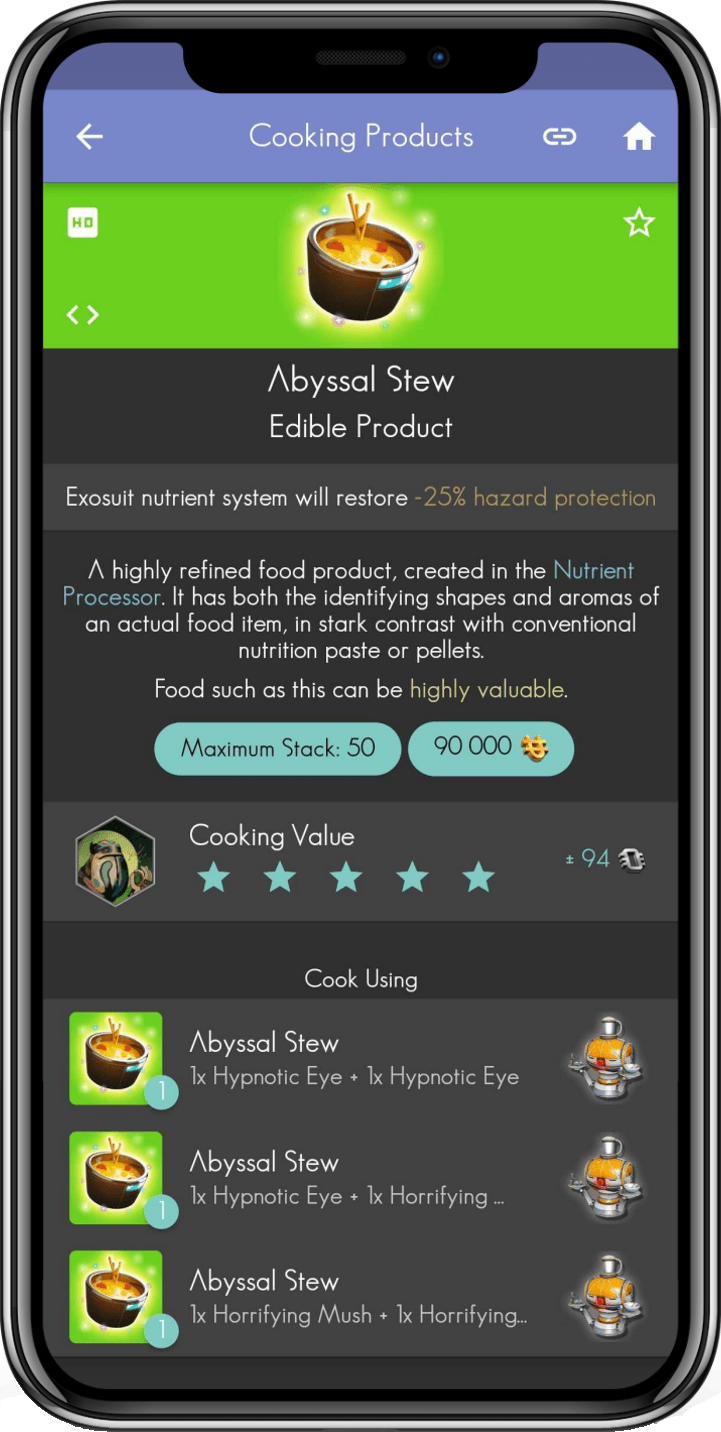 Cooking Products
HD
Abyssal Stew
Edible Product
Exosuit nutrient system will restore -25% hazard protection
A highly refined food product, created in the Nutrient
Processor. It has both the identifying shapes and aromas of
an actual food item, in stark contrast with conventional
nutrition paste or pellets.
Food such as this can be highly valuable.
Maximum Stack: 50
90 000
Cooking Value
± 94
Cook Using
Abyssal Stew
1x Hypnotic Eye + 1x Hypnotic Eye
1
Abyssal Stew
1x Hypnotic Eye + 1x Horrifying ...
1
Abyssal Stew
1x Horrifying Mush + 1x Horrifying...
1